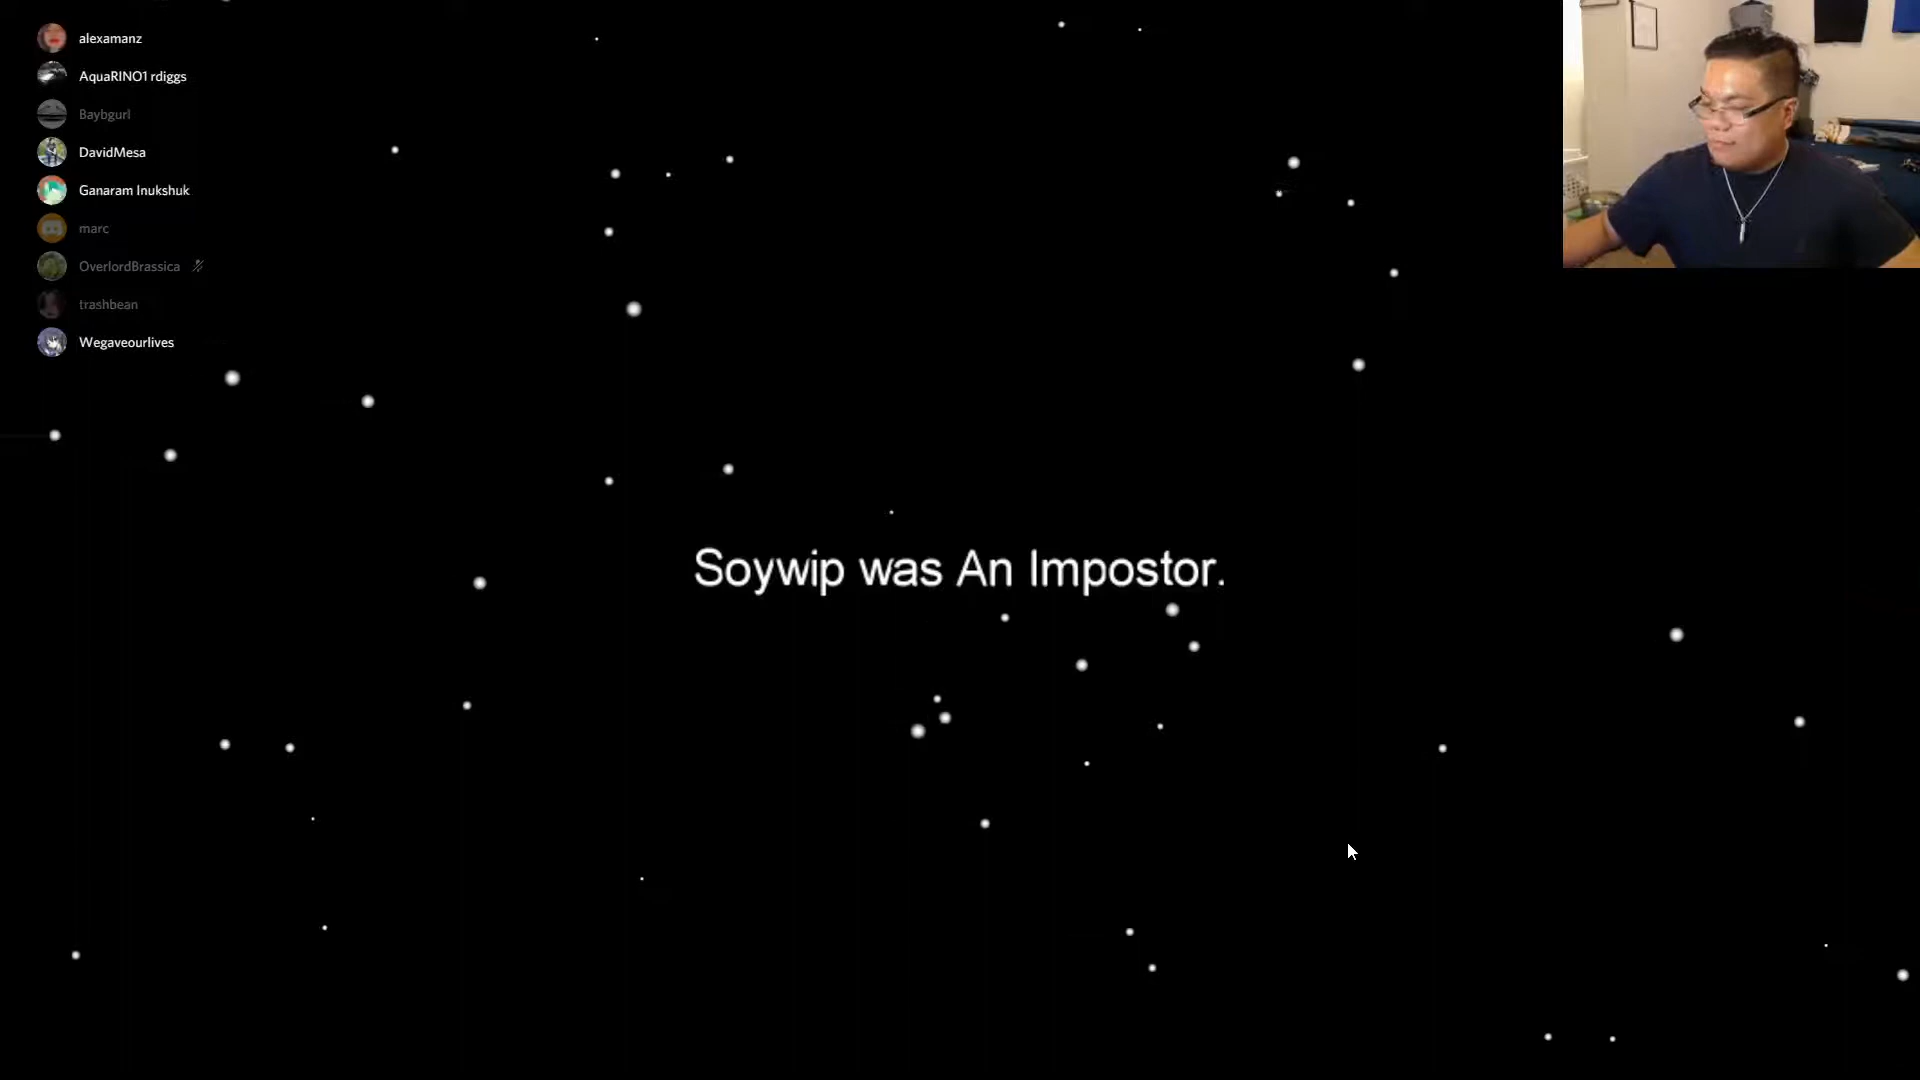 alexamanz
AquaRINO1 rdiggs
Baybgurl
DavidMesa
Ganaram Inukshuk
marc
OverlordBrassica
trashbean
Wegaveourlives
Soywip was An Impostor.